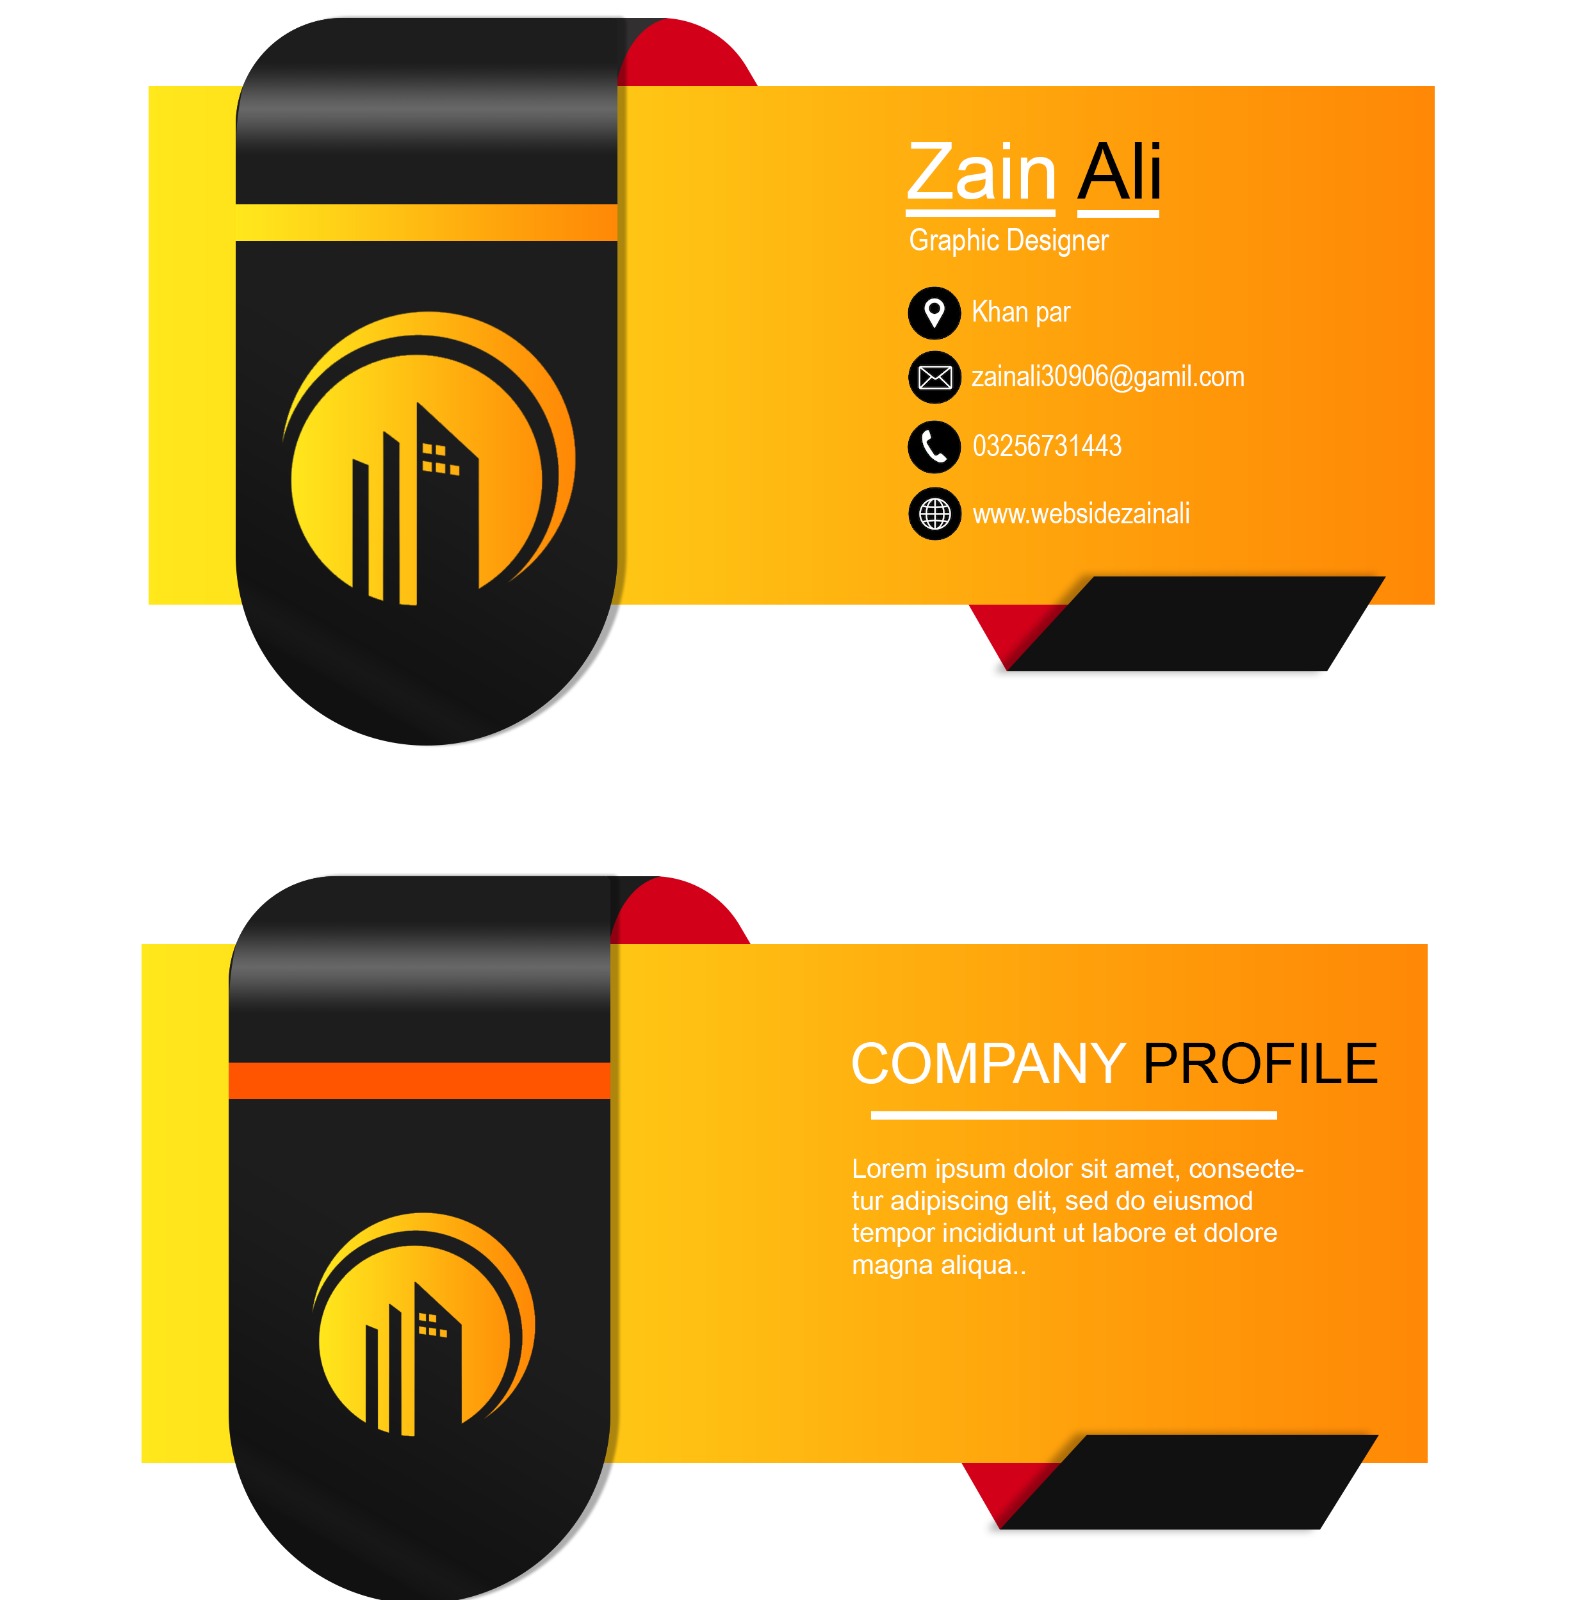 Zain Ali
Graphic Designer
Khan par
zainali30906@gamil.com
03256731443
www.websidezainali
COMPANY PROFILE
Lorem ipsum dolor sit amet, consecte-
tur adipiscing elit, sed do eiusmod
tempor incididunt ut labore et dolore
magna aliqua..